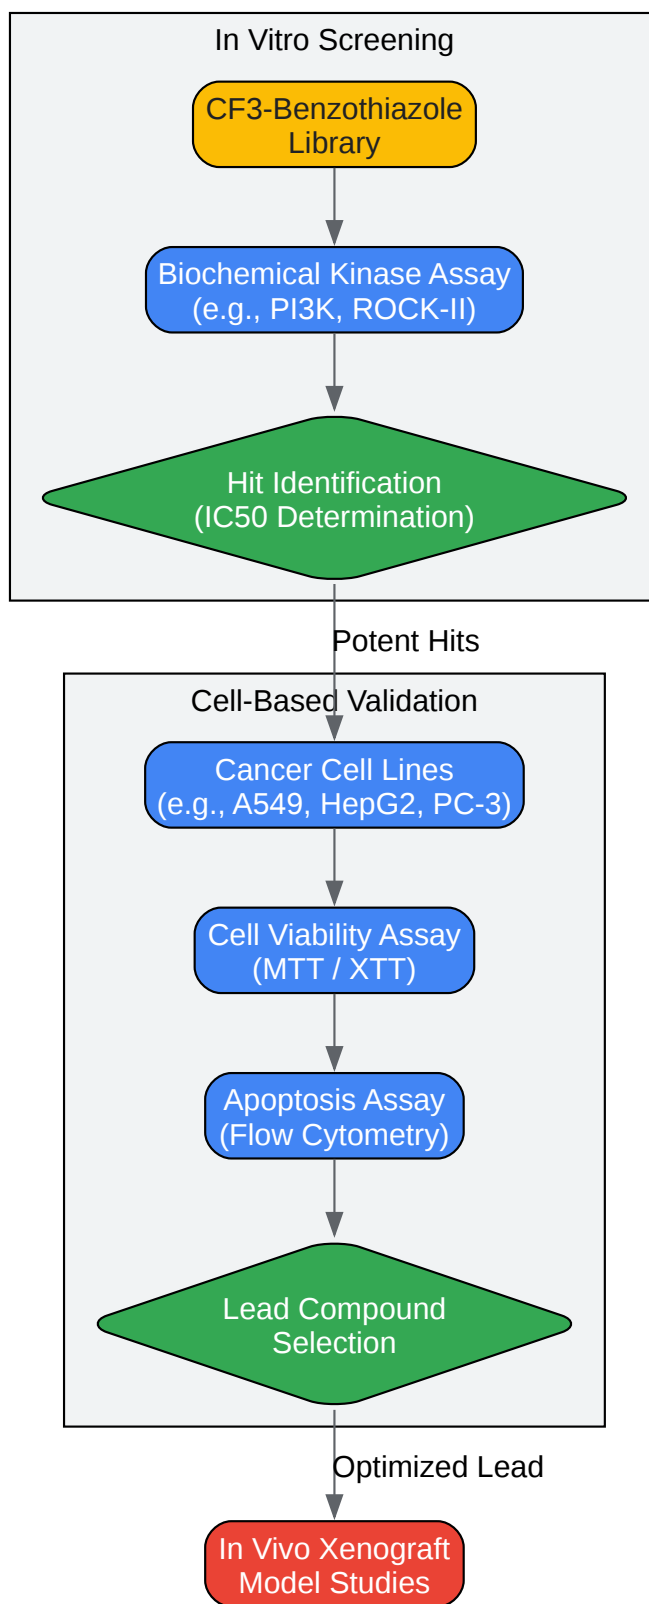 In Vitro Screening
CF3-Benzothiazole
Library
Biochemical Kinase Assay
(e.g., PI3K, ROCK-II)
Hit Identification
(IC50 Determination)
Potent Hits
Cell-Based Validation
Cancer Cell Lines
(e.g., A549, HepG2, PC-3)
Cell Viability Assay
(MTT / XTT)
Apoptosis Assay
(Flow Cytometry)
Lead Compound
Selection
Optimized Lead
In Vivo Xenograft
Model Studies